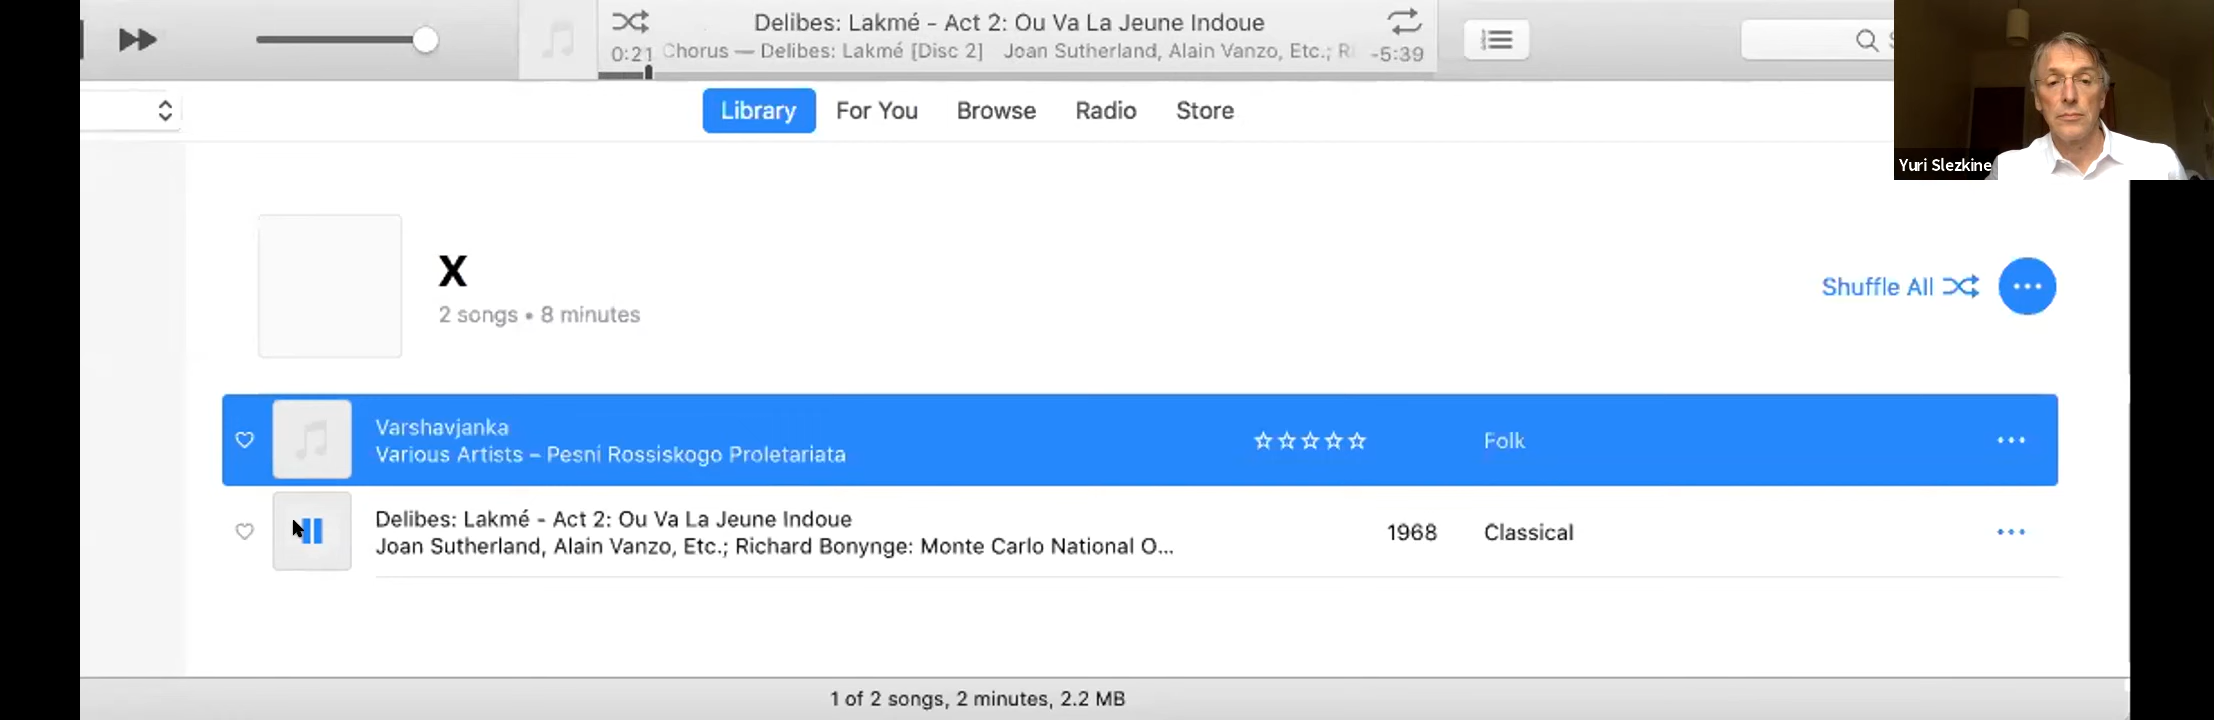 Delibes: Lakmé - Act 2: Ou Va La Jeune Indoue
0:21 Chorus — Delibes: Lakmé [Disc 2] Joan Sutherland, Alain Vanzo, Etc.; -5:39
Library For You Browse Radio Store
Yuri Slezkine
X
2 songs • 8 minutes
Shuffle All
Varshavjanka
Various Artists – Pesni Rossiskogo Proletariata
Folk
Delibes: Lakmé - Act 2: Ou Va La Jeune Indoue
Joan Sutherland, Alain Vanzo, Etc.; Richard Bonynge: Monte Carlo National O...
1968 Classical
1 of 2 songs, 2 minutes, 2.2 MB